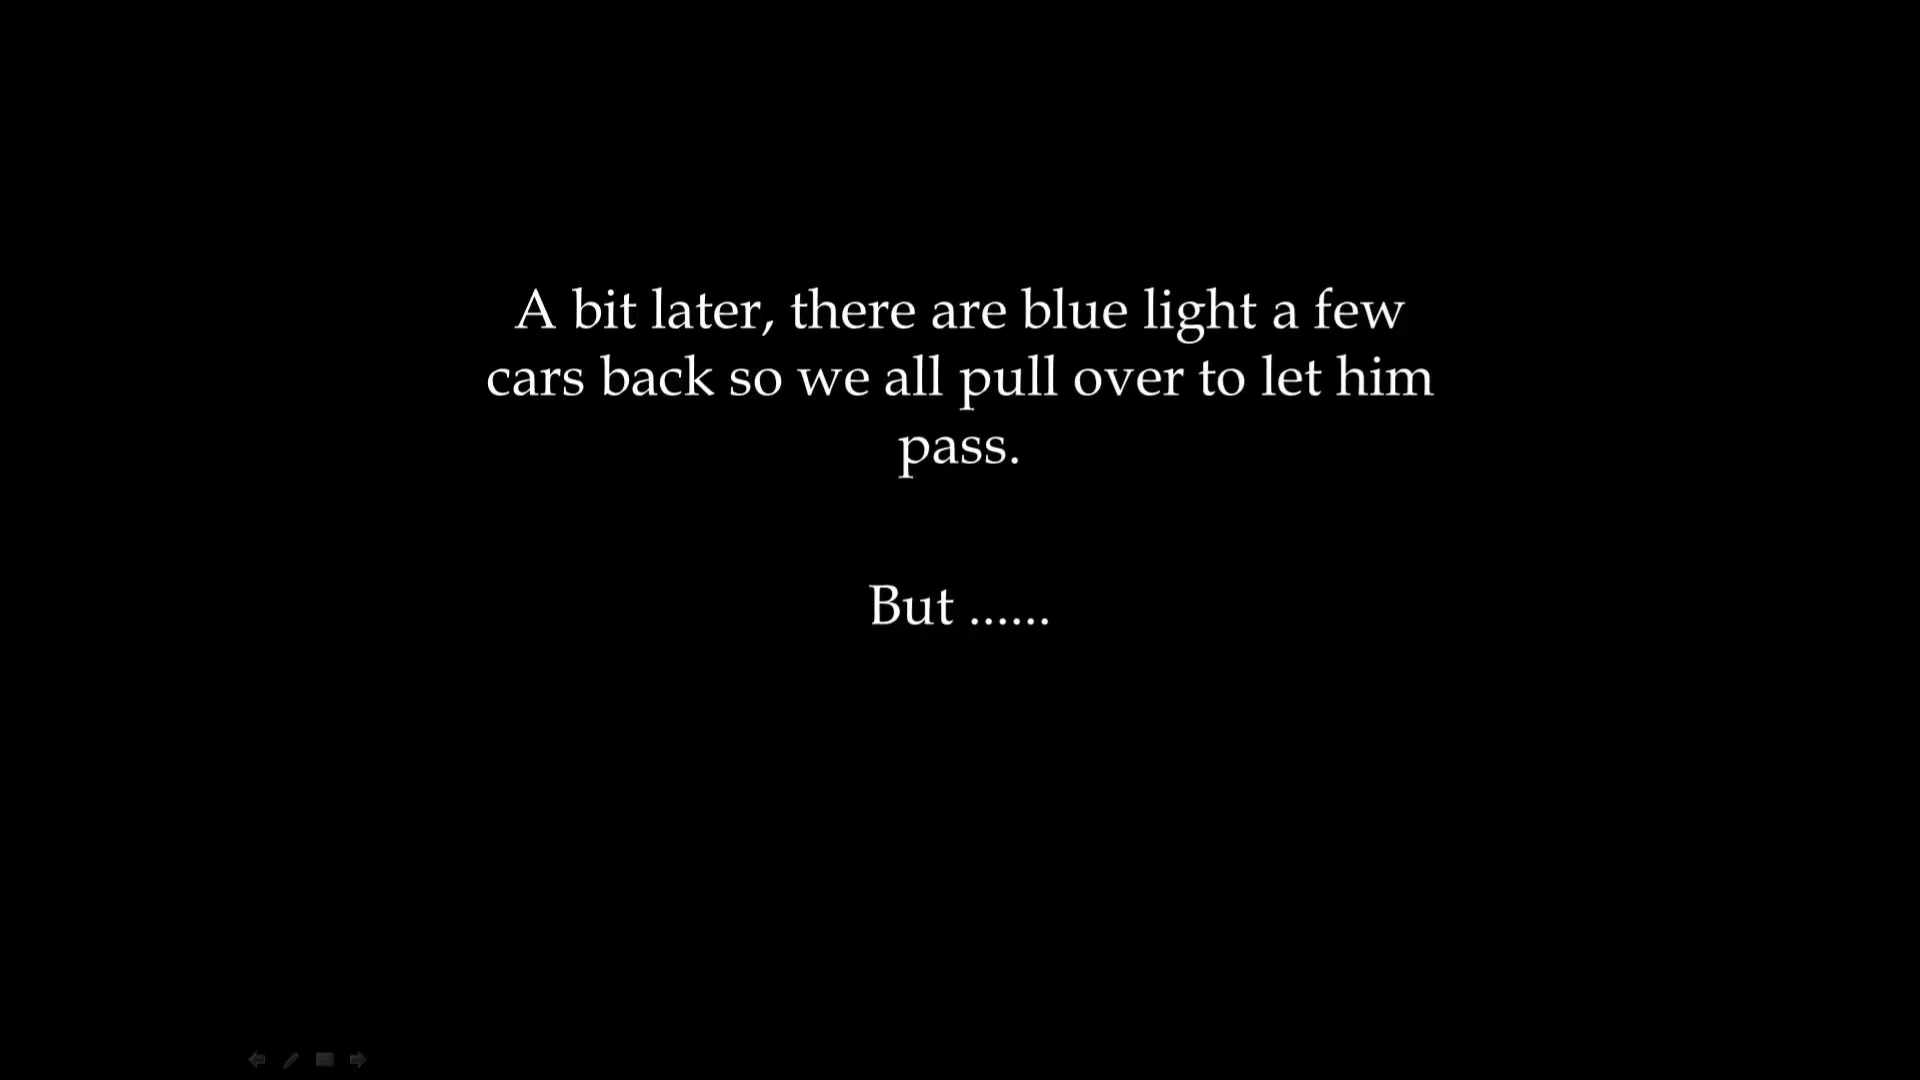 A bit later, there are blue light a few
cars back so we all pull over to let him
pass.
But ......